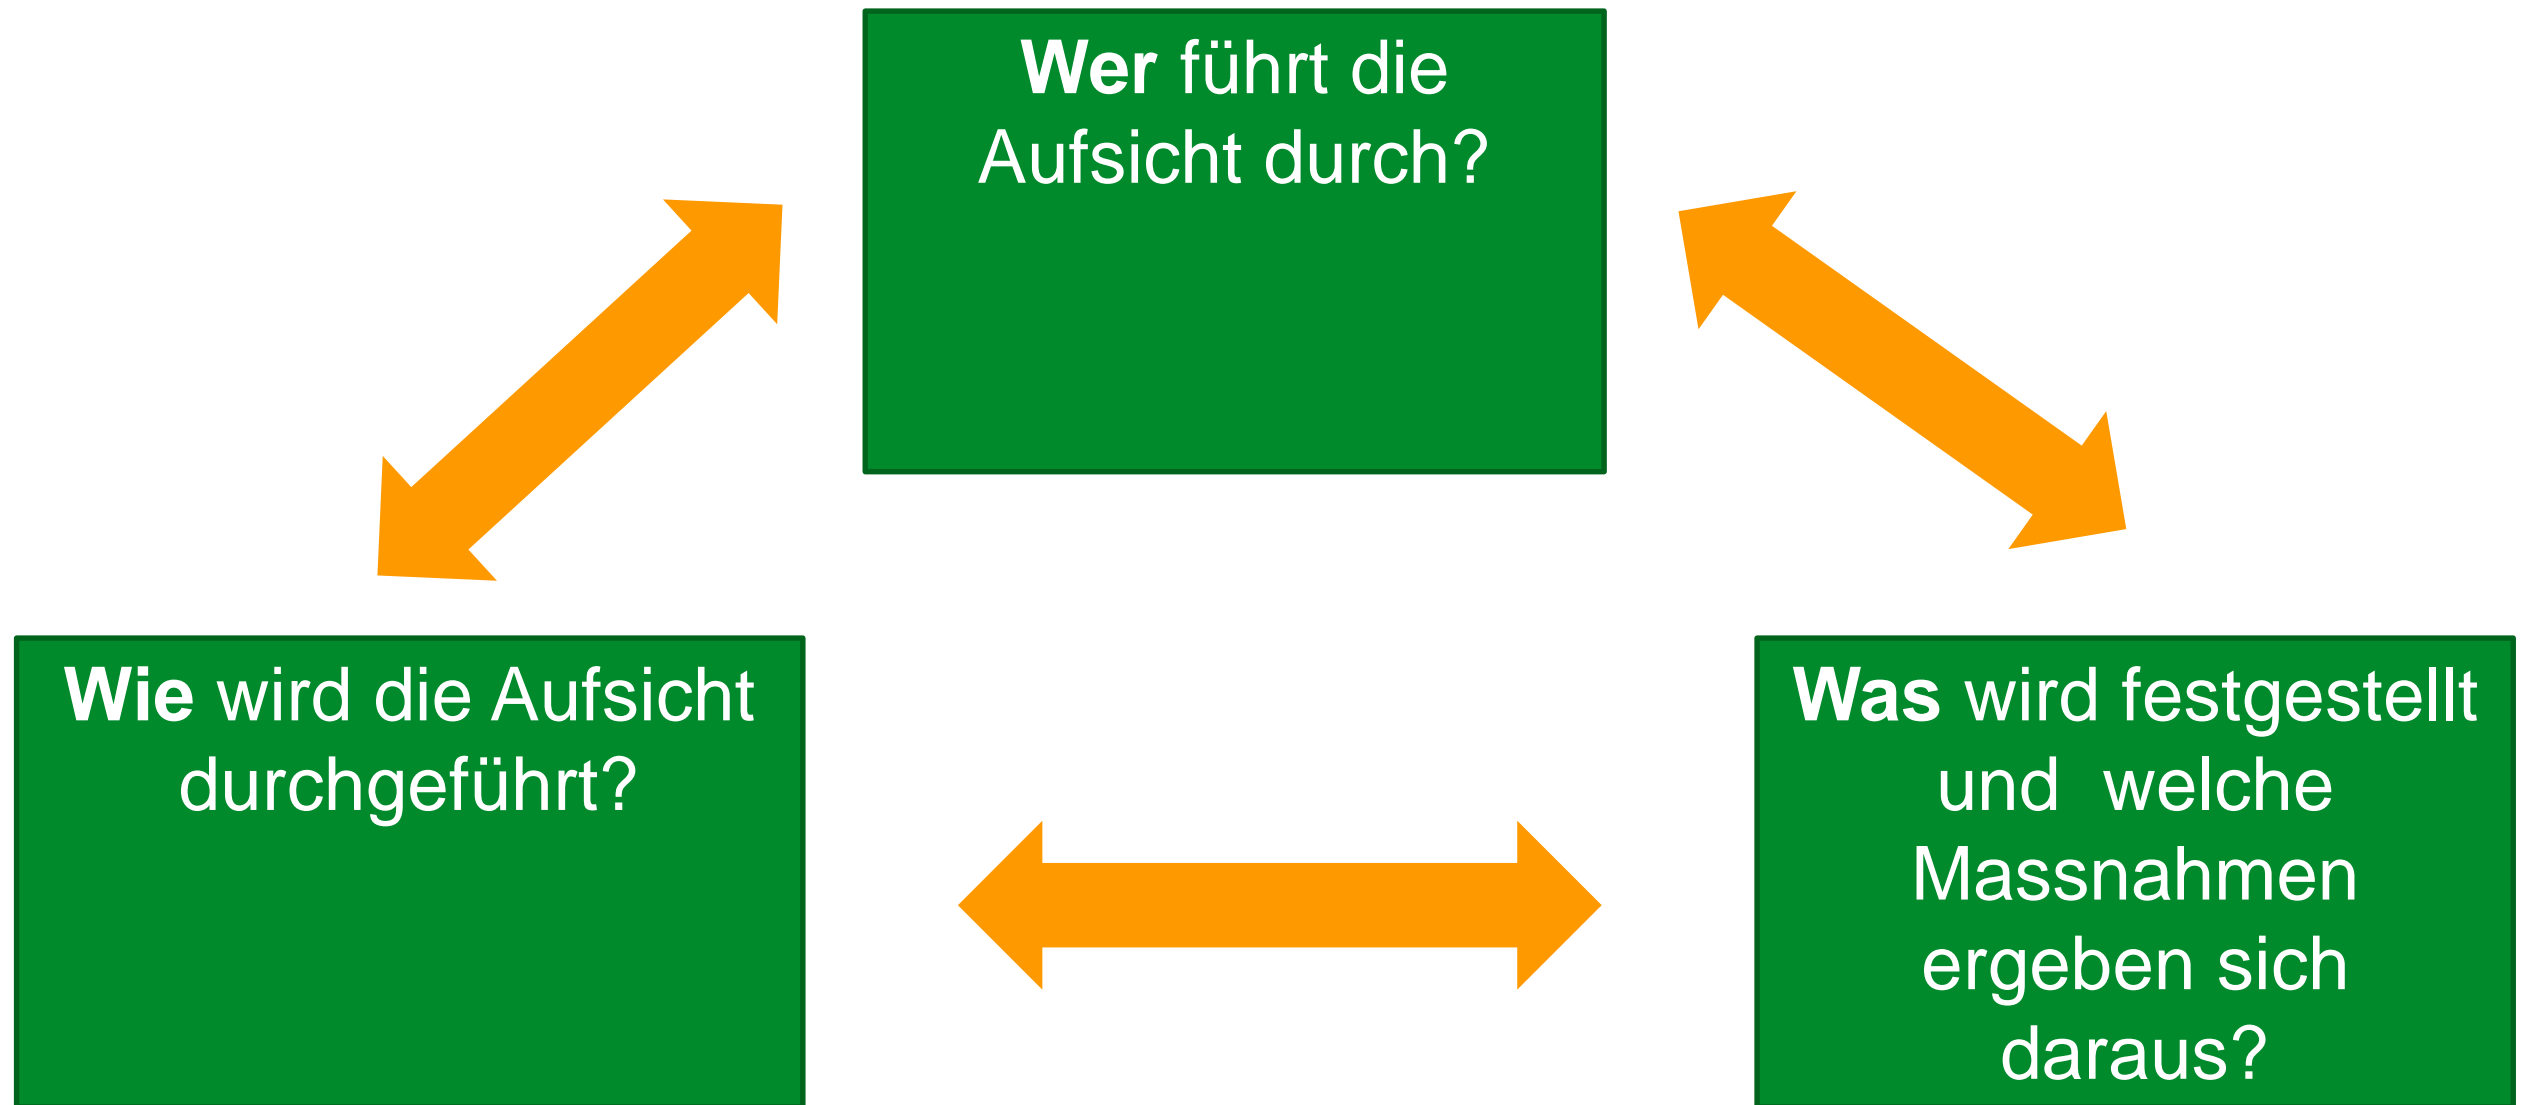 Wer führt die
Aufsicht durch?
Wie wird die Aufsicht
durchgeführt?
Was wird festgestellt
und  welche
Massnahmen
ergeben sich
daraus?